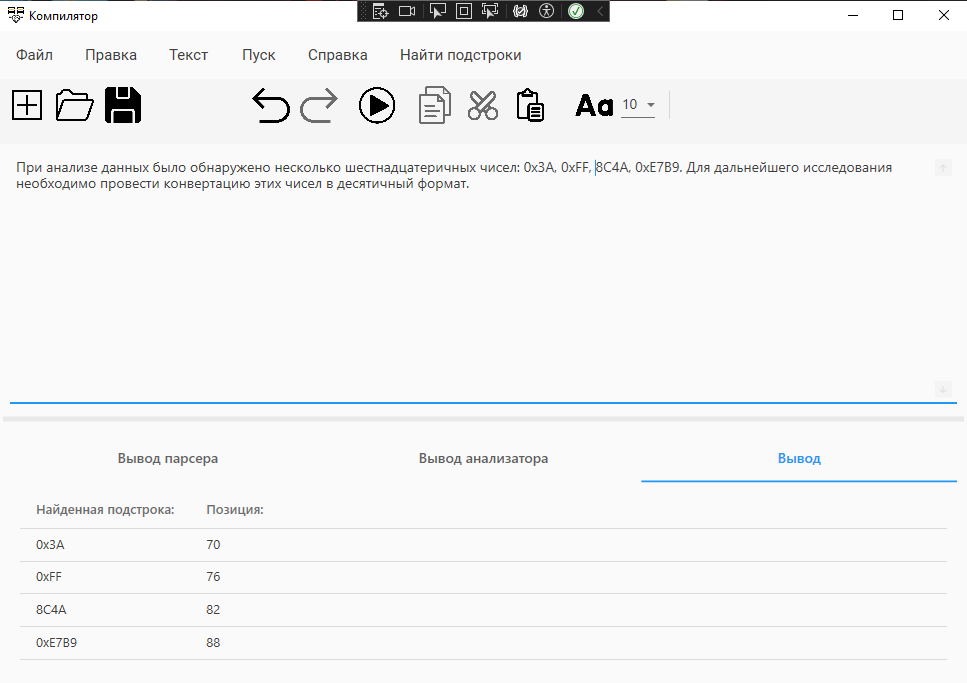 Компилятор
Файл Правка Текст Пуск Справка Найти подстроки
Aa 10
При анализе данных было обнаружено несколько шестнадцатеричных чисел: 0x3A, 0xFF, 8C4A, 0xE7B9. Для дальнейшего исследования
необходимо провести конвертацию этих чисел в десятичный формат.
Вывод парсера Вывод анализатора Вывод
Найденная подстрока: Позиция:
0x3A 70
0xFF 76
8C4A 82
0xE7B9 88